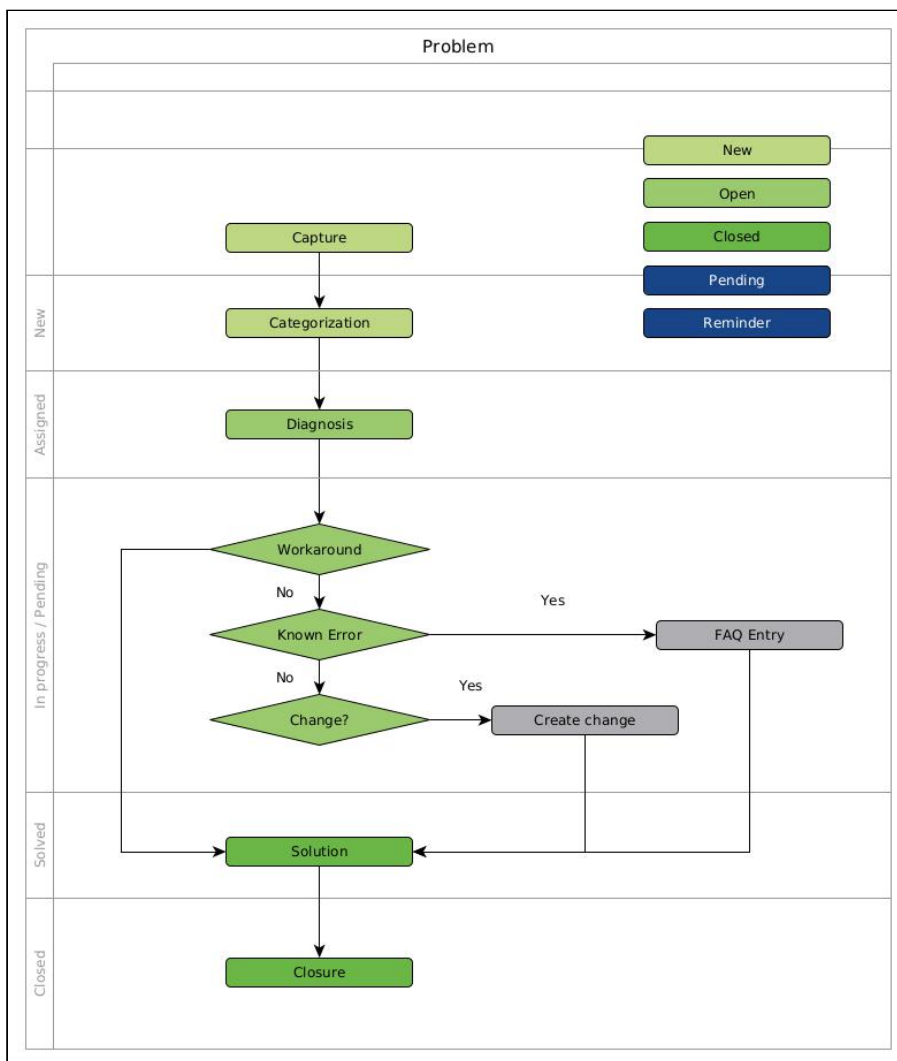 Problem
New
Open
Capture
Closed
Pending
New
Categorization
Reminder
Assigned
Diagnosis
In progress / Pending
Workaround
No
Yes
Known Error
FAQ Entry
No
Yes
Change?
Create change
Solved
Solution
Closed
Closure